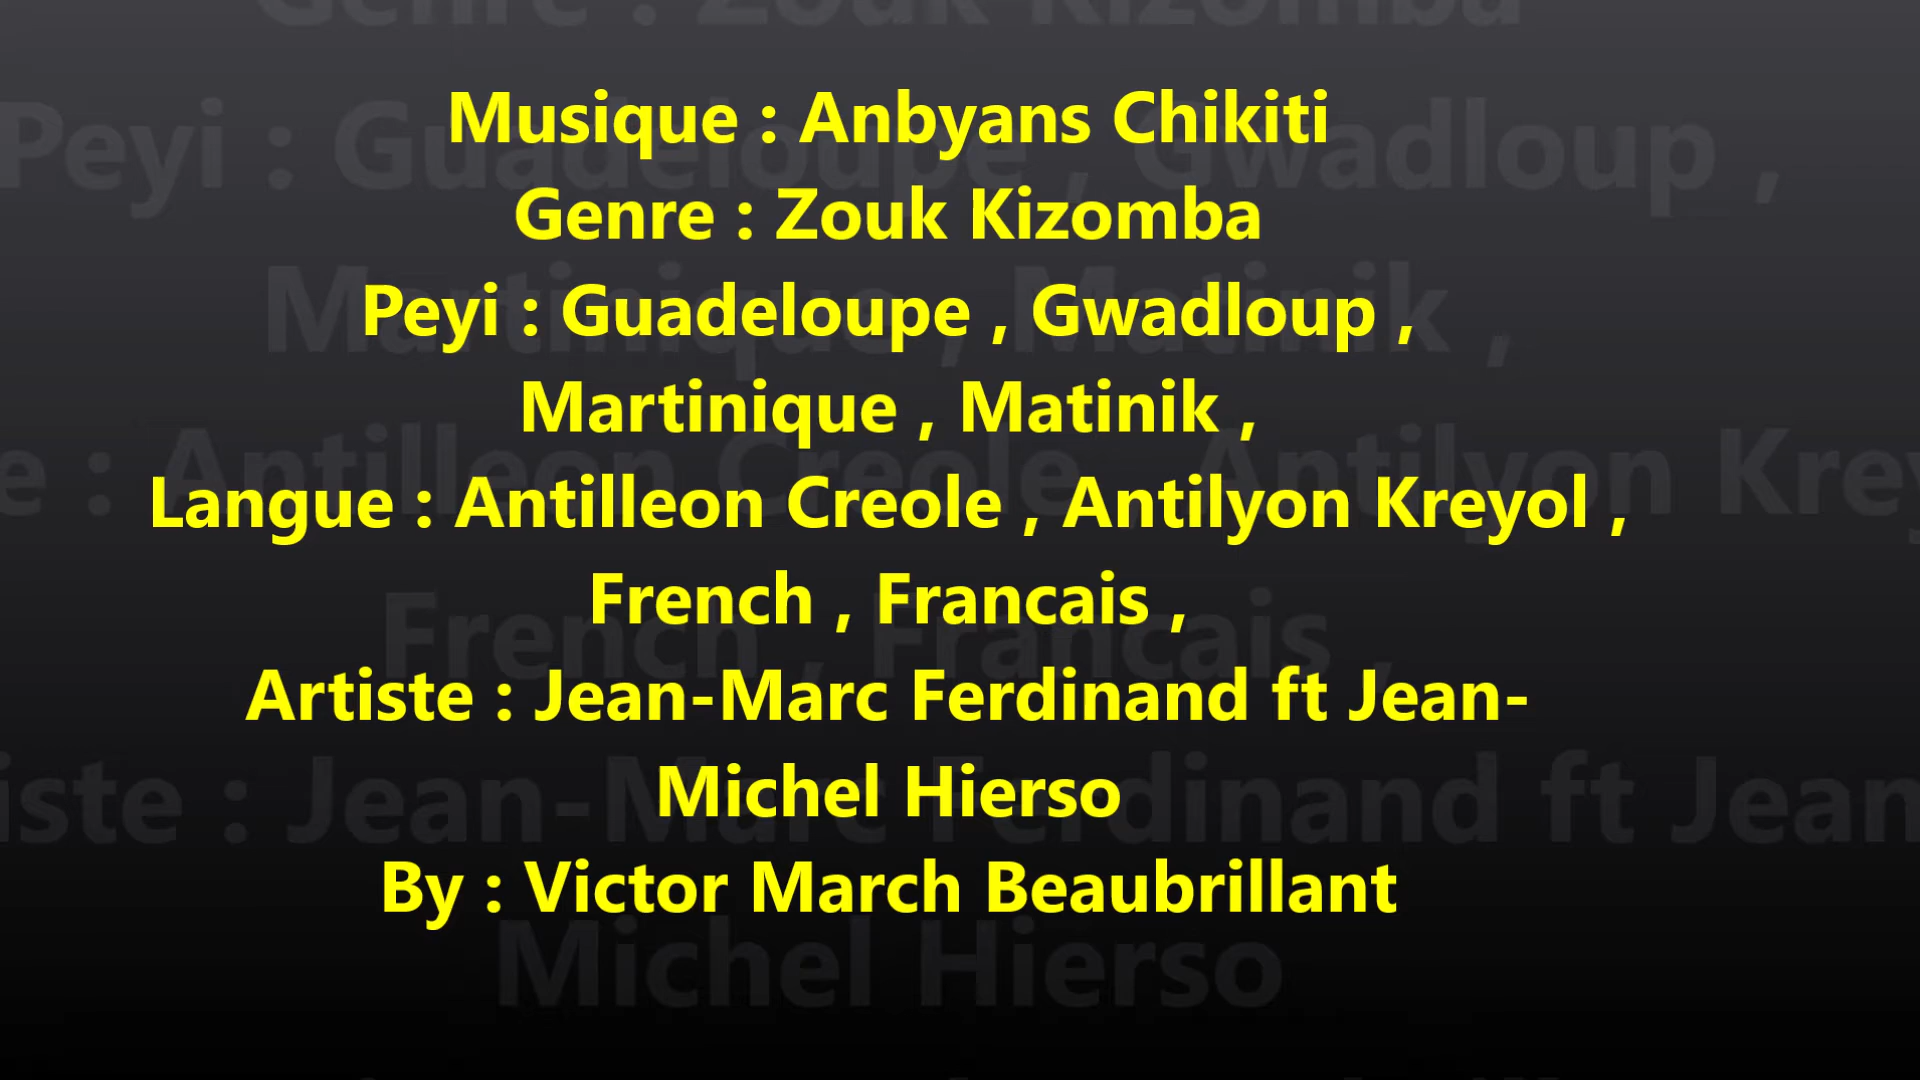 Musique : Anbyans Chikiti
Genre : Zouk Kizomba
Peyi : Guadeloupe , Gwadloup ,
Martinique , Matinik ,
Langue : Antilleon Creole , Antilyon Kreyol ,
French , Francais ,
Artiste : Jean-Marc Ferdinand ft Jean-
Michel Hierso
By : Victor March Beaubrillant